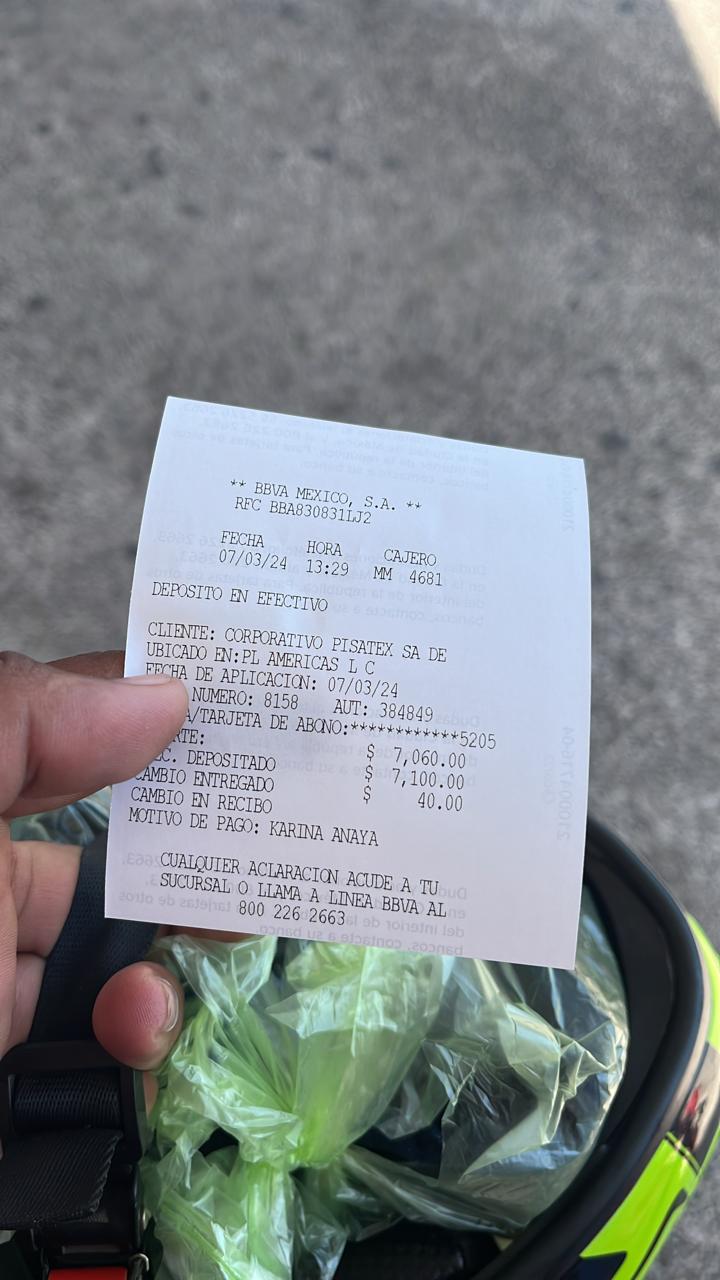 ** BBVA MEXICO, S.A. **
RFC BBA830831LJ2
FECHA HORA CAJERO
07/03/24 13:29 MM 4681
DEPOSITO EN EFECTIVO
CLIENTE: CORPORATIVO PISATEX SA DE
UBICADO EN:PL AMERICAS L C
FECHA DE APLICACION: 07/03/24
NUMERO: 8158 AUT: 384849
/TARJETA DE ABONO:************5205
$ 7,060.00
DEPOSITADO $ 7,100.00
CAMBIO ENTREGADO $ 40.00
CAMBIO EN RECIBO
MOTIVO DE PAGO: KARINA ANAYA
CUALQUIER ACLARACION ACUDE A TU
SUCURSAL O LLAMA A LINEA BBVA AL
800 226 2663